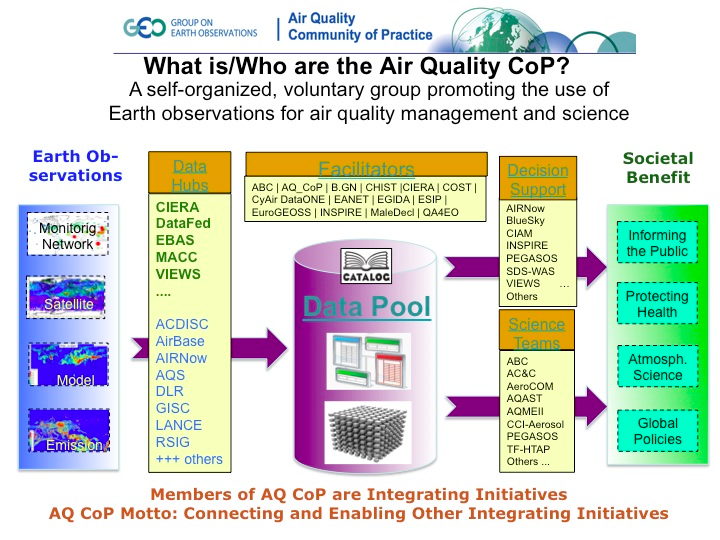 GEO
GROUP ON
EARTH OBSERVATIONS
Air Quality
Community of Practice
What is/Who are the Air Quality CoP?
A self-organized, voluntary group promoting the use of
Earth observations for air quality management and science
Earth Ob-
servations
Monitorig
Network
Satellite
Model
Emission
Data
Hubs
CIERA
DataFed
EBAS
MACC
VIEWS
....
ACDISC
AirBase
AIRNow
AQS
DLR
GISC
LANCE
RSIG
+++ others
Facilitators
ABC | AQ_CoP | B.GN | CHIST |CIERA | COST |
CyAir DataONE | EANET | EGIDA | ESIP |
EuroGEOSS | INSPIRE | MaleDecl | QA4EO
CATALOG
Data Pool
Decision
Support
AIRNow
BlueSky
CIAM
INSPIRE
PEGASOS
SDS-WAS
VIEWS ...
Others
Science
Teams
ABC
AC&C
AeroCOM
AQAST
AQMEII
CCI-Aerosol
PEGASOS
TF-HTAP
Others ...
Societal
Benefit
Informing
the Public
Protecting
Health
Atmosph.
Science
Global
Policies
Members of AQ CoP are Integrating Initiatives
AQ CoP Motto: Connecting and Enabling Other Integrating Initiatives